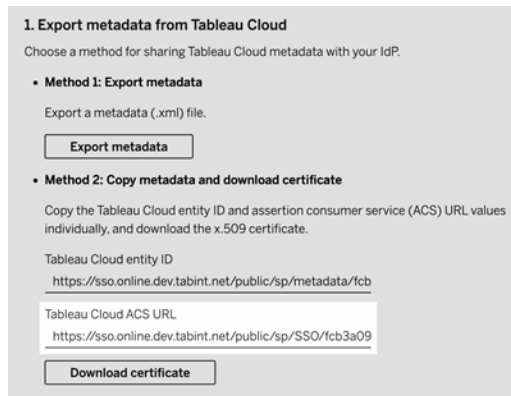 1. Export metadata from Tableau Cloud
Choose a method for sharing Tableau Cloud metadata with your IdP.
• Method 1: Export metadata
Export a metadata (.xml) file.
Export metadata
• Method 2: Copy metadata and download certificate
Copy the Tableau Cloud entity ID and assertion consumer service (ACS) URL values
individually, and download the x.509 certificate.
Tableau Cloud entity ID
https://sso.online.dev.tabint.net/public/sp/metadata/fcb
Tableau Cloud ACS URL
https://sso.online.dev.tabint.net/public/sp/SSO/fcb3a09
Download certificate